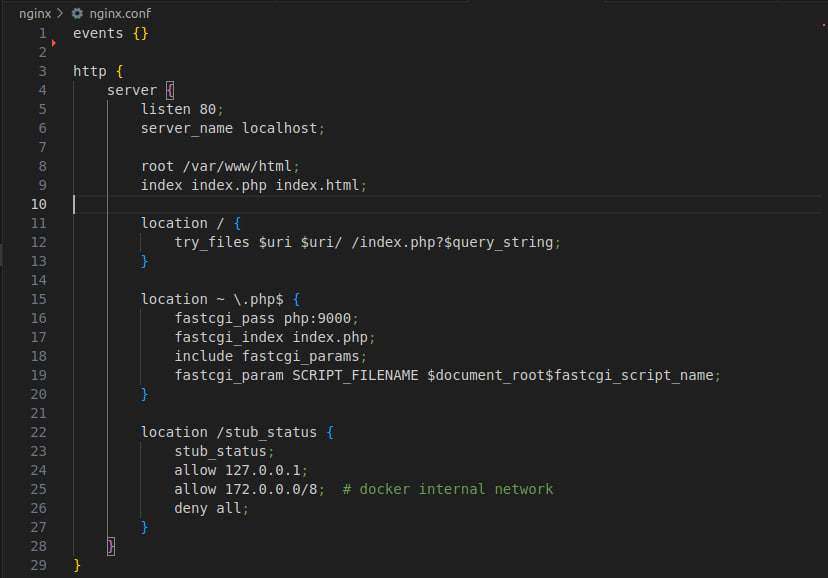 nginx > nginx.conf
1 events {}
2
3 http {
4     server {
5         listen 80;
6         server_name localhost;
7
8         root /var/www/html;
9         index index.php index.html;
10
11         location / {
12             try_files $uri $uri/ /index.php?$query_string;
13         }
14
15         location ~ \.php$ {
16             fastcgi_pass php:9000;
17             fastcgi_index index.php;
18             include fastcgi_params;
19             fastcgi_param SCRIPT_FILENAME $document_root$fastcgi_script_name;
20         }
21
22         location /stub_status {
23             stub_status;
24             allow 127.0.0.1;
25             allow 172.0.0.0/8;  # docker internal network
26             deny all;
27         }
28     }
29 }